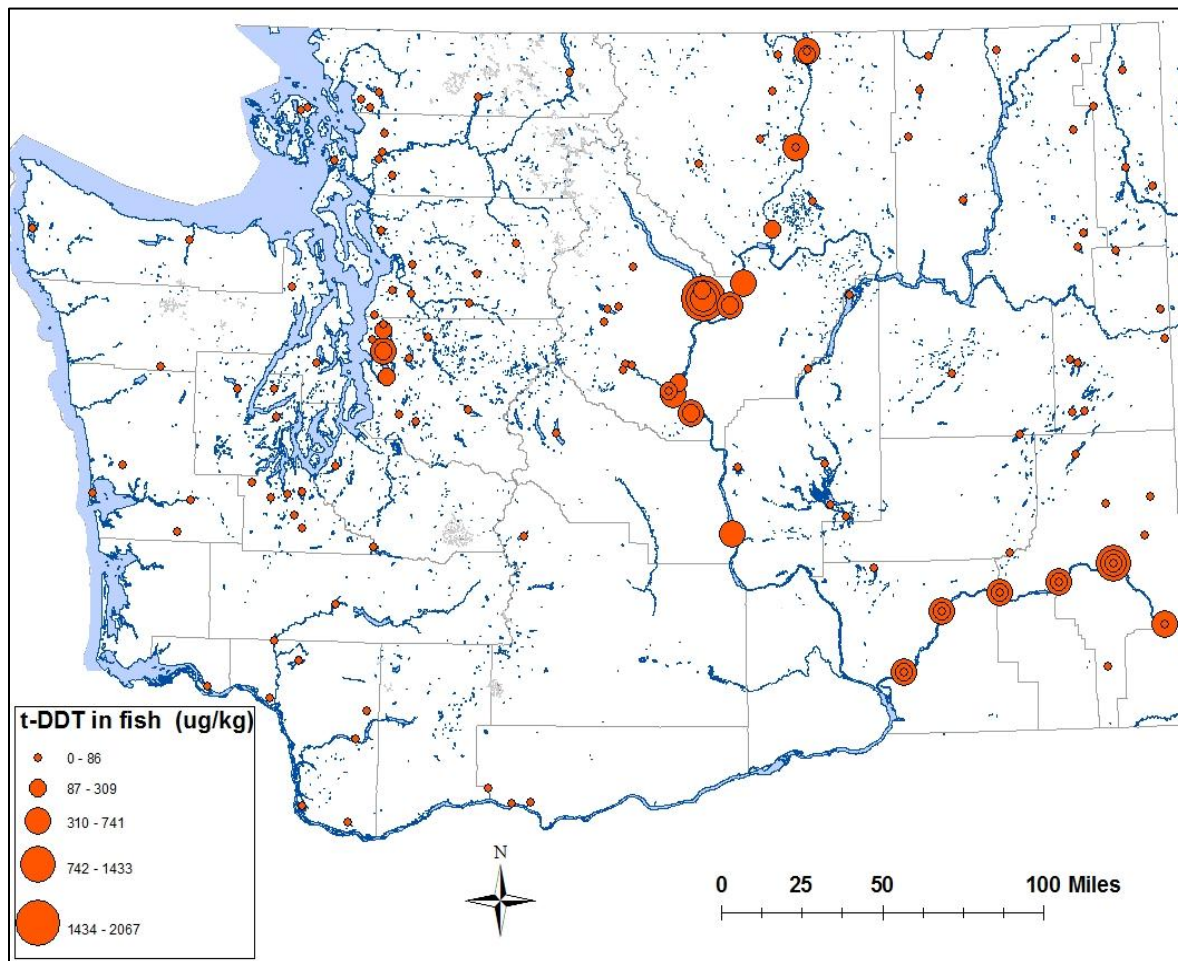 t-DDT in fish (ug/kg)
0 - 86
87 - 309
310 - 741
742 - 1433
1434 - 2067
N
0 25 50 100 Miles